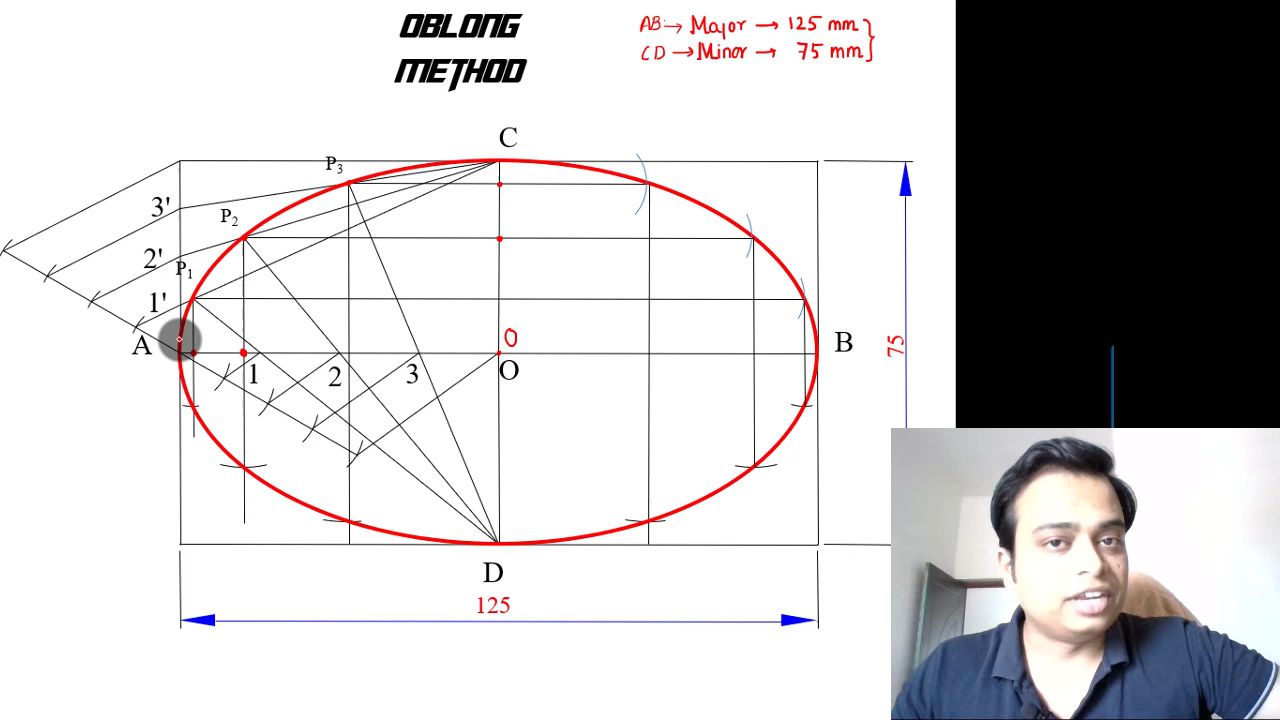 OBLONG
METHOD
AB → Major → 125 mm
CD → Minor → 75 mm
C
P3
3'
P2
2'
P1
1'
A
O
B
75
1
2
3
O
D
125